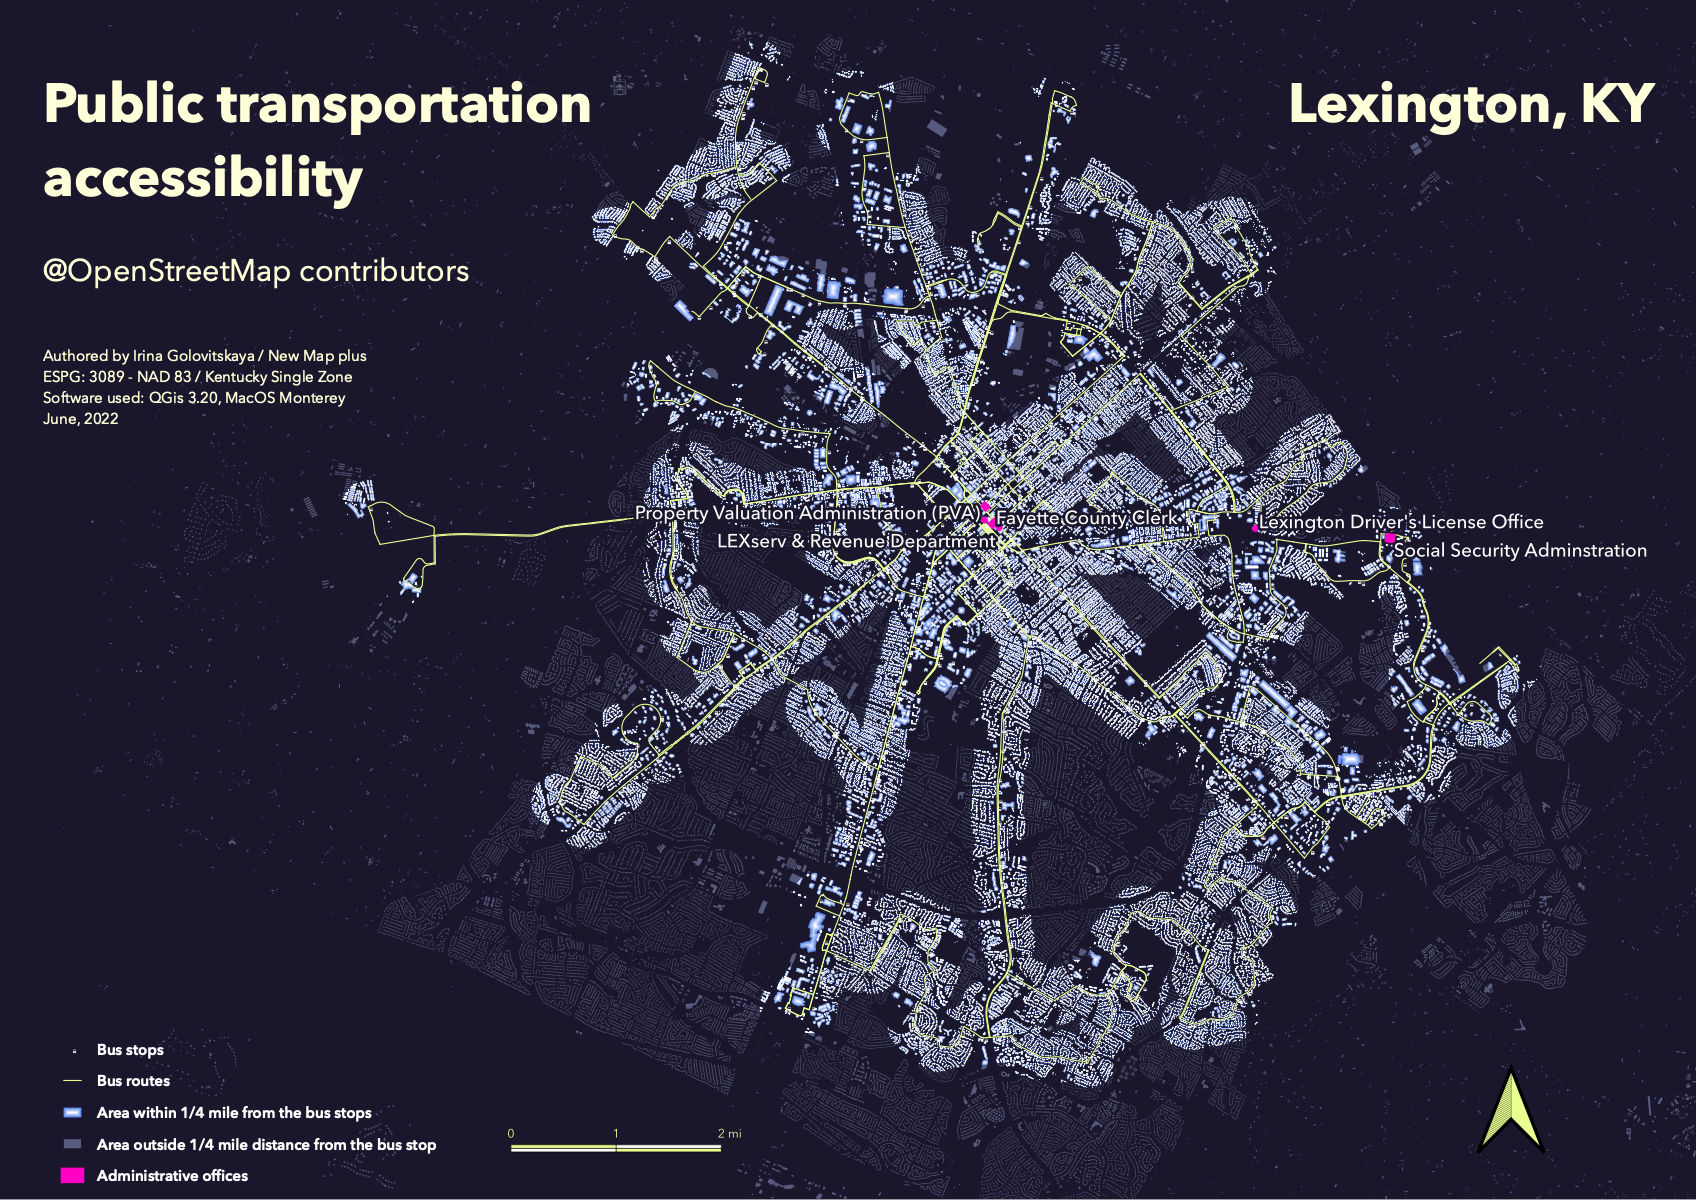 Public transportation
accessibility
Lexington, KY
@OpenStreetMap contributors
Authored by Irina Golovitskaya / New Map plus
ESPG: 3089 - NAD 83 / Kentucky Single Zone
Software used: QGis 3.20, MacOS Monterey
June, 2022
Property Valuation Administration (PVA)
Fayette County Clerk
LEXserv & Revenue Department
Lexington Driver's License Office
Social Security Adminstration
Bus stops
Bus routes
Area within 1/4 mile from the bus stops
Area outside 1/4 mile distance from the bus stop
Administrative offices
0 1 2 mi